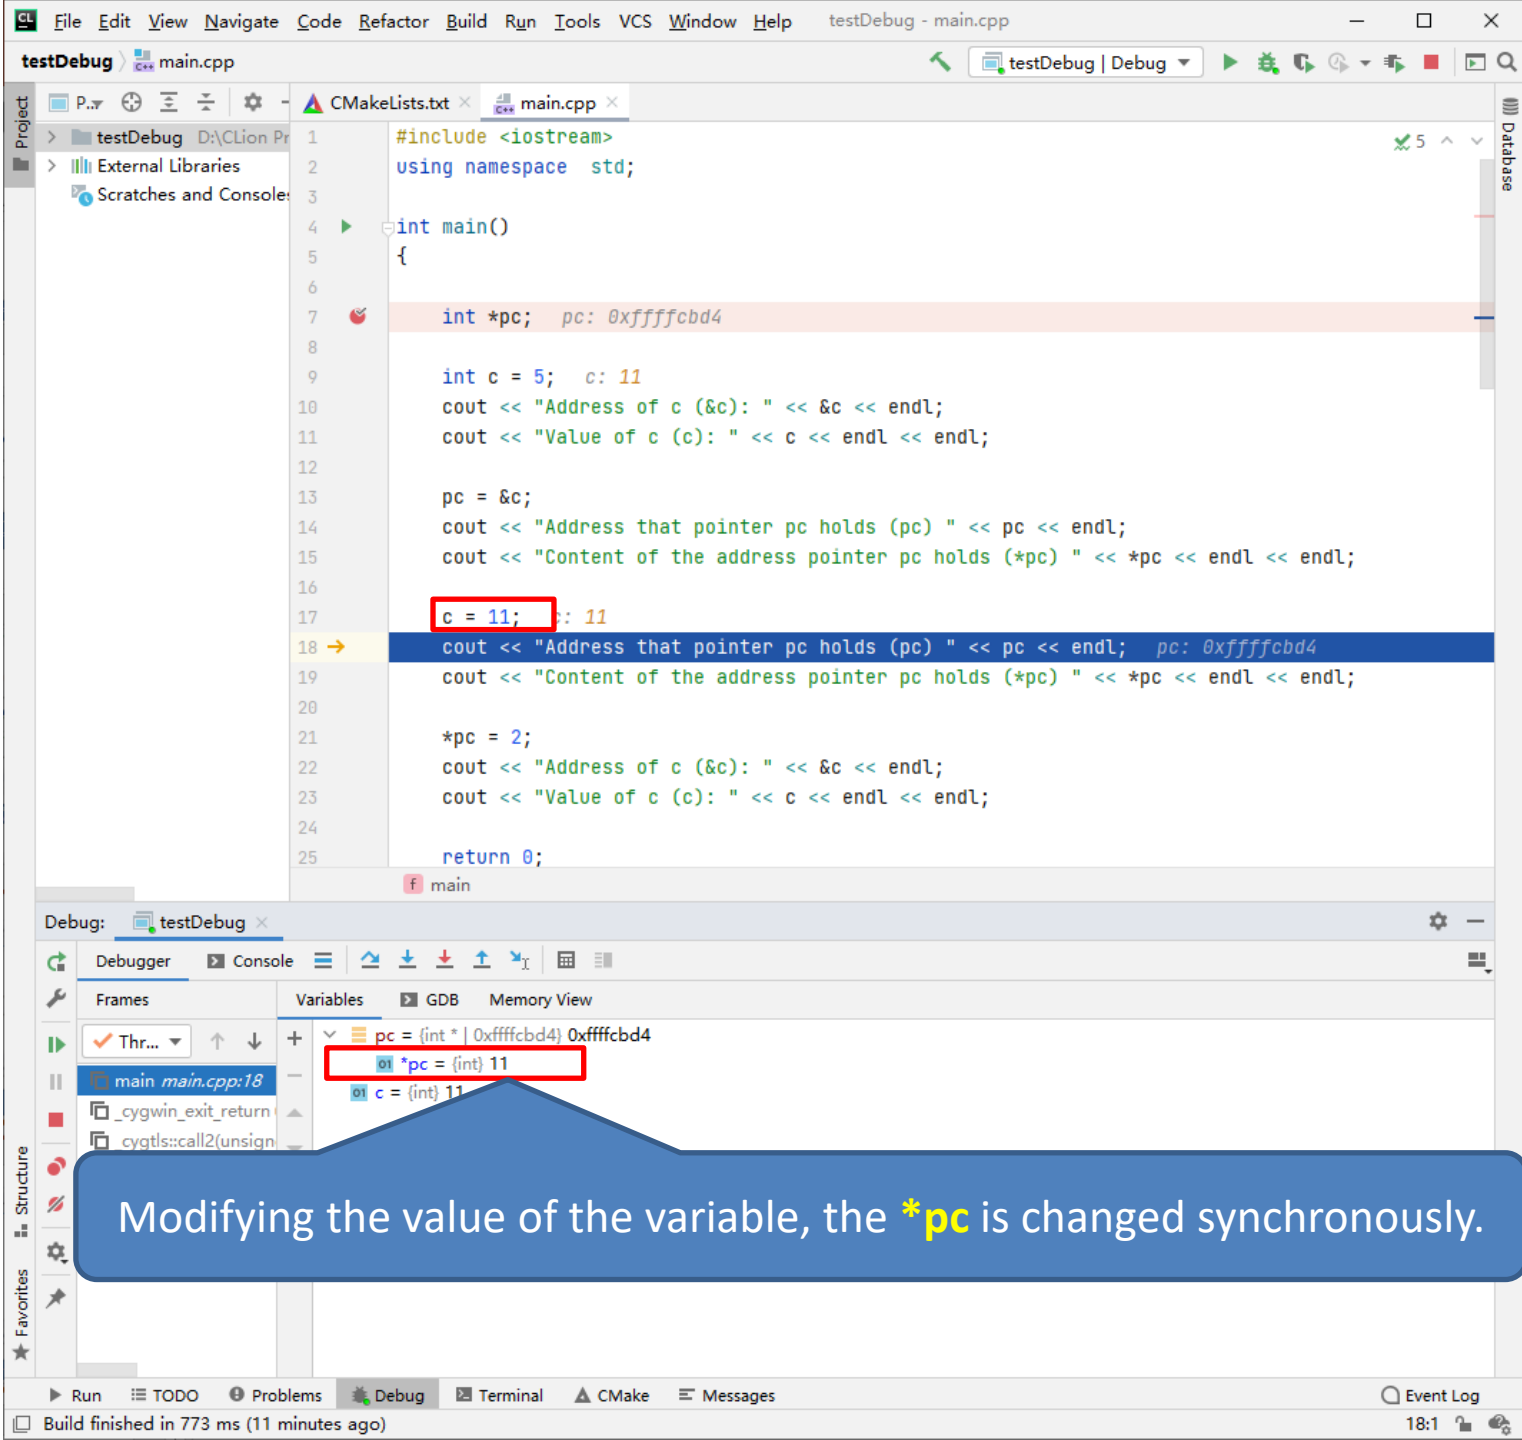 CL File Edit View Navigate Code Refactor Build Run Tools VCS Window Help testDebug - main.cpp
testDebug main.cpp testDebug | Debug
P... CMakeLists.txt main.cpp
Project
Database
testDebug D:\CLion Pr
External Libraries
Scratches and Consoles
5
1 #include <iostream>
2 using namespace std;
3
4 int main()
5 {
6
7 int *pc; pc: 0xffffcbd4
8
9 int c = 5; c: 11
10 cout << "Address of c (&c): " << &c << endl;
11 cout << "Value of c (c): " << c << endl << endl;
12
13 pc = &c;
14 cout << "Address that pointer pc holds (pc) " << pc << endl;
15 cout << "Content of the address pointer pc holds (*pc) " << *pc << endl << endl;
16
17 c = 11; c: 11
18 cout << "Address that pointer pc holds (pc) " << pc << endl; pc: 0xffffcbd4
19 cout << "Content of the address pointer pc holds (*pc) " << *pc << endl << endl;
20
21 *pc = 2;
22 cout << "Address of c (&c): " << &c << endl;
23 cout << "Value of c (c): " << c << endl << endl;
24
25 return 0;
f main
Debug: testDebug
Debugger Console
Frames Variables GDB Memory View
Thr...
main main.cpp:18
_cygwin_exit_return
_cygtls::call2(unsign
pc = {int * | 0xffffcbd4} 0xffffcbd4
01 *pc = {int} 11
01 c = {int} 11
Modifying the value of the variable, the *pc is changed synchronously.
Structure
Favorites
Run TODO Problems Debug Terminal CMake Messages Event Log
Build finished in 773 ms (11 minutes ago) 18:1